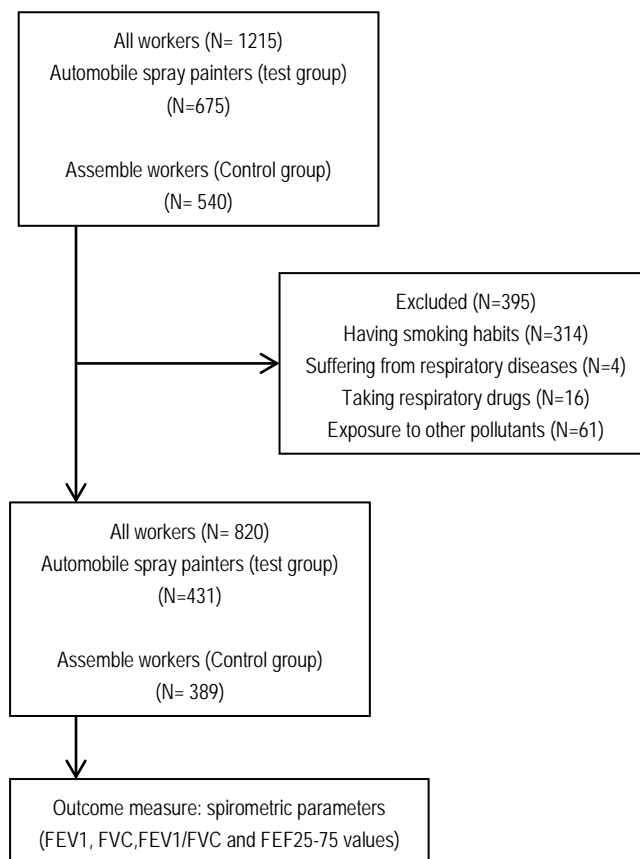 All workers (N= 1215)
Automobile spray painters (test group)
(N=675)
Assemble workers (Control group)
(N= 540)
Excluded (N=395)
Having smoking habits (N=314)
Suffering from respiratory diseases (N=4)
Taking respiratory drugs (N=16)
Exposure to other pollutants (N=61)
All workers (N= 820)
Automobile spray painters (test group)
(N=431)
Assemble workers (Control group)
(N= 389)
Outcome measure: spirometric parameters
(FEV1, FVC,FEV1/FVC and FEF25-75 values)